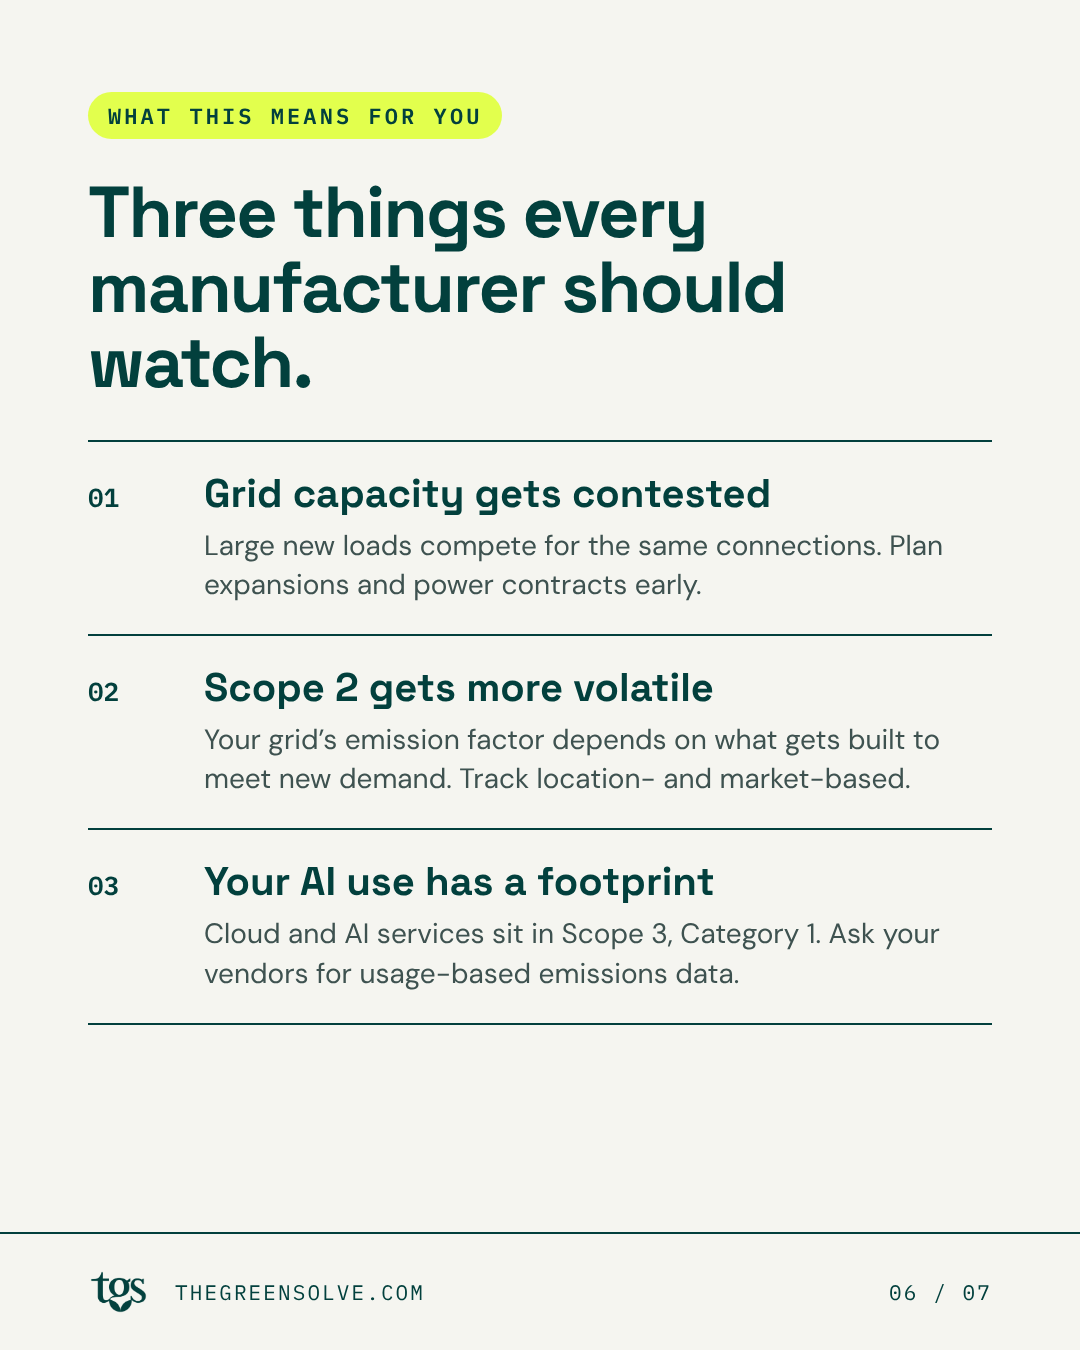 WHAT THIS MEANS FOR YOU
Three things every
manufacturer should
watch.
01
Grid capacity gets contested
Large new loads compete for the same connections. Plan
expansions and power contracts early.
02
Scope 2 gets more volatile
Your grid’s emission factor depends on what gets built to
meet new demand. Track location- and market-based.
03
Your AI use has a footprint
Cloud and AI services sit in Scope 3, Category 1. Ask your
vendors for usage-based emissions data.
tgs
THEGREENSOLVE.COM
06 / 07